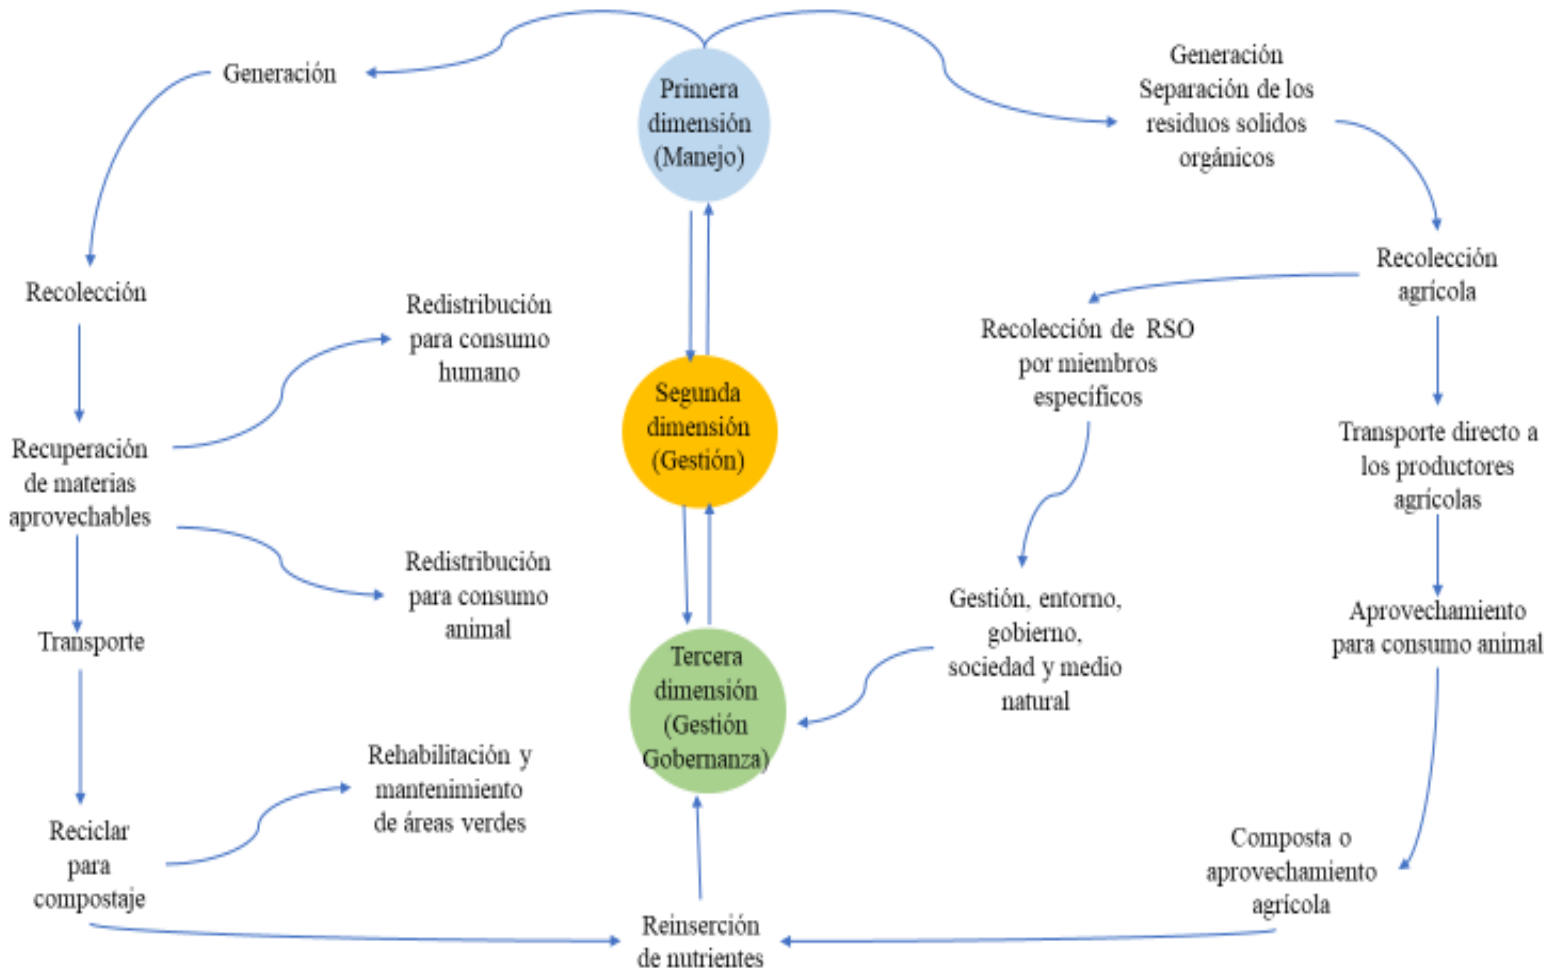 Generación
Primera
dimensión
(Manejo)
Generación
Separación de los
residuos solidos
orgánicos
Recolección
Redistribución
para consumo
humano
Recuperación
de materias
aprovechables
Redistribución
para consumo
animal
Transporte
Rehabilitación y
mantenimiento
de áreas verdes
Reciclar
para
compostaje
Segunda
dimensión
(Gestión)
Tercera
dimensión
(Gestión
Gobernanza)
Reinserción
de nutrientes
Recolección
agrícola
Recolección de RSO
por miembros
específicos
Gestión, entorno,
gobierno,
sociedad y medio
natural
Transporte directo a
los productores
agrícolas
Aprovechamiento
para consumo animal
Composta o
aprovechamiento
agrícola